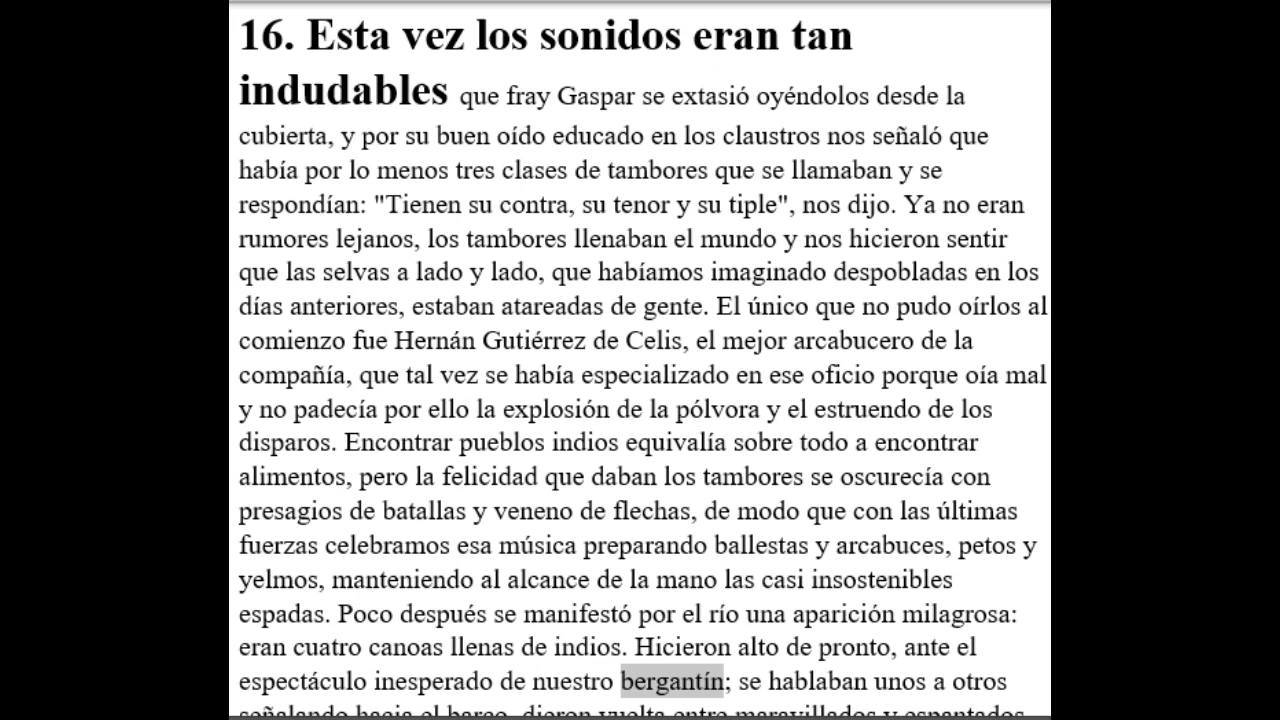 16. Esta vez los sonidos eran tan
indudables que fray Gaspar se extasió oyéndolos desde la
cubierta, y por su buen oído educado en los claustros nos señaló que
había por lo menos tres clases de tambores que se llamaban y se
respondían: "Tienen su contra, su tenor y su tiple", nos dijo. Ya no eran
rumores lejanos, los tambores llenaban el mundo y nos hicieron sentir
que las selvas a lado y lado, que habíamos imaginado despobladas en los
días anteriores, estaban atareadas de gente. El único que no pudo oírlos al
comienzo fue Hernán Gutiérrez de Celis, el mejor arcabucero de la
compañía, que tal vez se había especializado en ese oficio porque oía mal
y no padecía por ello la explosión de la pólvora y el estruendo de los
disparos. Encontrar pueblos indios equivalía sobre todo a encontrar
alimentos, pero la felicidad que daban los tambores se oscurecía con
presagios de batallas y veneno de flechas, de modo que con las últimas
fuerzas celebramos esa música preparando ballestas y arcabuces, petos y
yelmos, manteniendo al alcance de la mano las casi insostenibles
espadas. Poco después se manifestó por el río una aparición milagrosa:
eran cuatro canoas llenas de indios. Hicieron alto de pronto, ante el
espectáculo inesperado de nuestro bergantín; se hablaban unos a otros
señalando hacia el barco, dieron vuelta entre maravillados y espantados